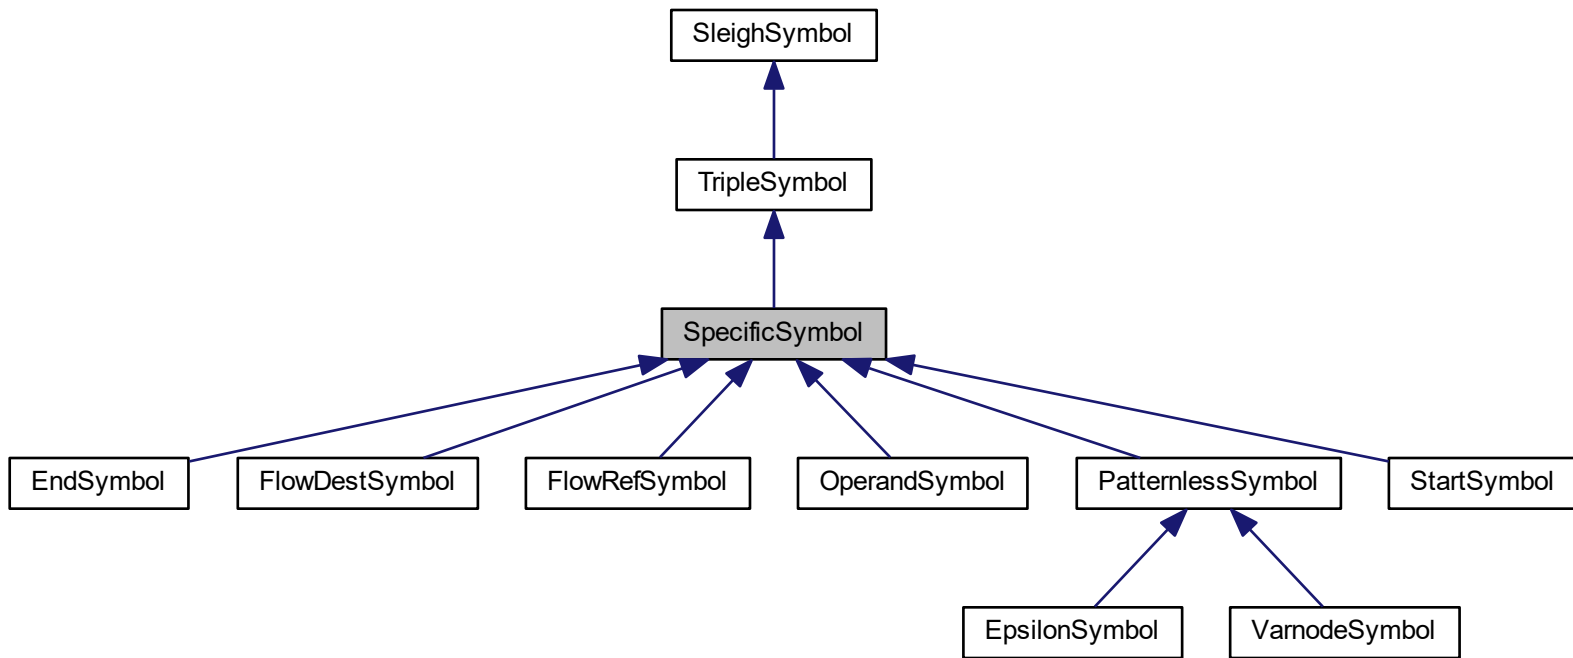 SleighSymbol
TripleSymbol
SpecificSymbol
EndSymbol
FlowDestSymbol
FlowRefSymbol
OperandSymbol
PatternlessSymbol
StartSymbol
EpsilonSymbol
VarnodeSymbol